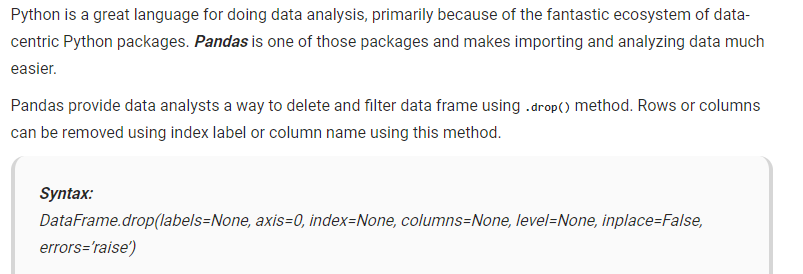 Python is a great language for doing data analysis, primarily because of the fantastic ecosystem of data-
centric Python packages. Pandas is one of those packages and makes importing and analyzing data much
easier.
Pandas provide data analysts a way to delete and filter data frame using .drop() method. Rows or columns
can be removed using index label or column name using this method.
Syntax:
DataFrame.drop(labels=None, axis=0, index=None, columns=None, level=None, inplace=False,
errors=’raise’)